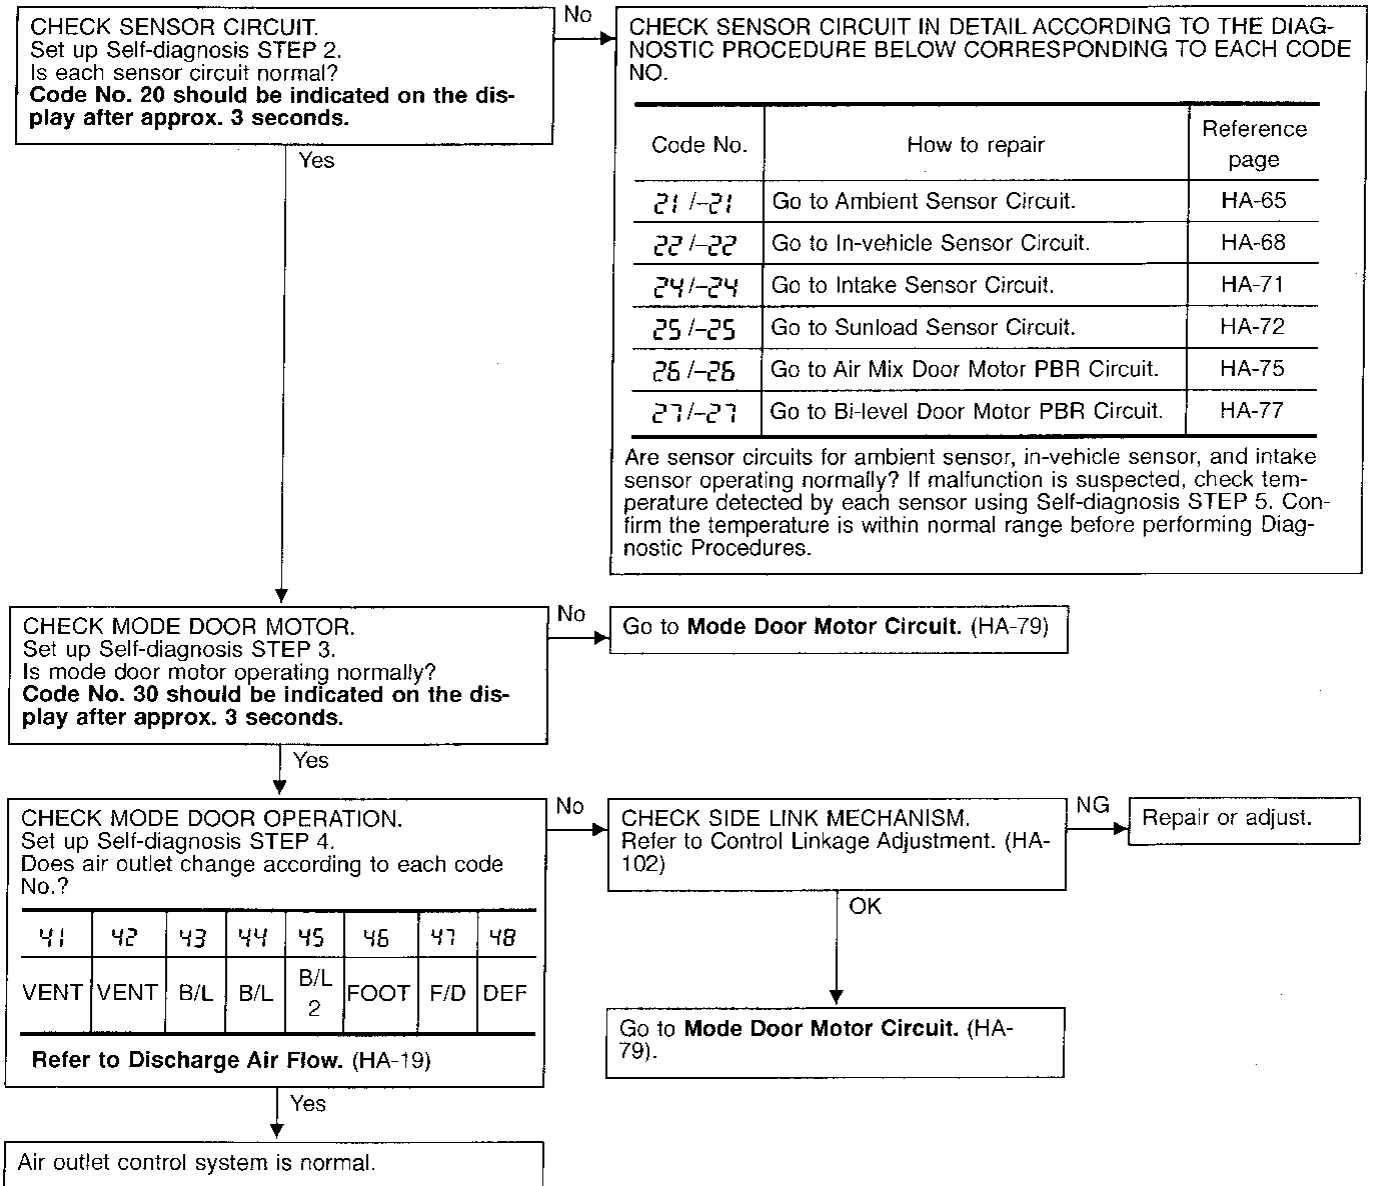 CHECK SENSOR CIRCUIT.
Set up Self-diagnosis STEP 2.
Is each sensor circuit normal?
Code No. 20 should be indicated on the dis-
play after approx. 3 seconds.
No
CHECK SENSOR CIRCUIT IN DETAIL ACCORDING TO THE DIAG-
NOSTIC PROCEDURE BELOW CORRESPONDING TO EACH CODE
NO.
Code No. How to repair Reference page
21/-21 Go to Ambient Sensor Circuit. HA-65
22/-22 Go to In-vehicle Sensor Circuit. HA-68
24/-24 Go to Intake Sensor Circuit. HA-71
25/-25 Go to Sunload Sensor Circuit. HA-72
26/-26 Go to Air Mix Door Motor PBR Circuit. HA-75
27/-27 Go to Bi-level Door Motor PBR Circuit. HA-77
Are sensor circuits for ambient sensor, in-vehicle sensor, and intake
sensor operating normally? If malfunction is suspected, check tem-
perature detected by each sensor using Self-diagnosis STEP 5. Con-
firm the temperature is within normal range before performing Diag-
nostic Procedures.
Yes
CHECK MODE DOOR MOTOR.
Set up Self-diagnosis STEP 3.
Is mode door motor operating normally?
Code No. 30 should be indicated on the dis-
play after approx. 3 seconds.
No
Go to Mode Door Motor Circuit. (HA-79)
Yes
CHECK MODE DOOR OPERATION.
Set up Self-diagnosis STEP 4.
Does air outlet change according to each code
No.?
41 42 43 44 45 46 47 48
VENT VENT B/L B/L B/L 2 FOOT F/D DEF
Refer to Discharge Air Flow. (HA-19)
No
CHECK SIDE LINK MECHANISM.
Refer to Control Linkage Adjustment. (HA-
102)
NG
Repair or adjust.
OK
Go to Mode Door Motor Circuit. (HA-
79).
Yes
Air outlet control system is normal.